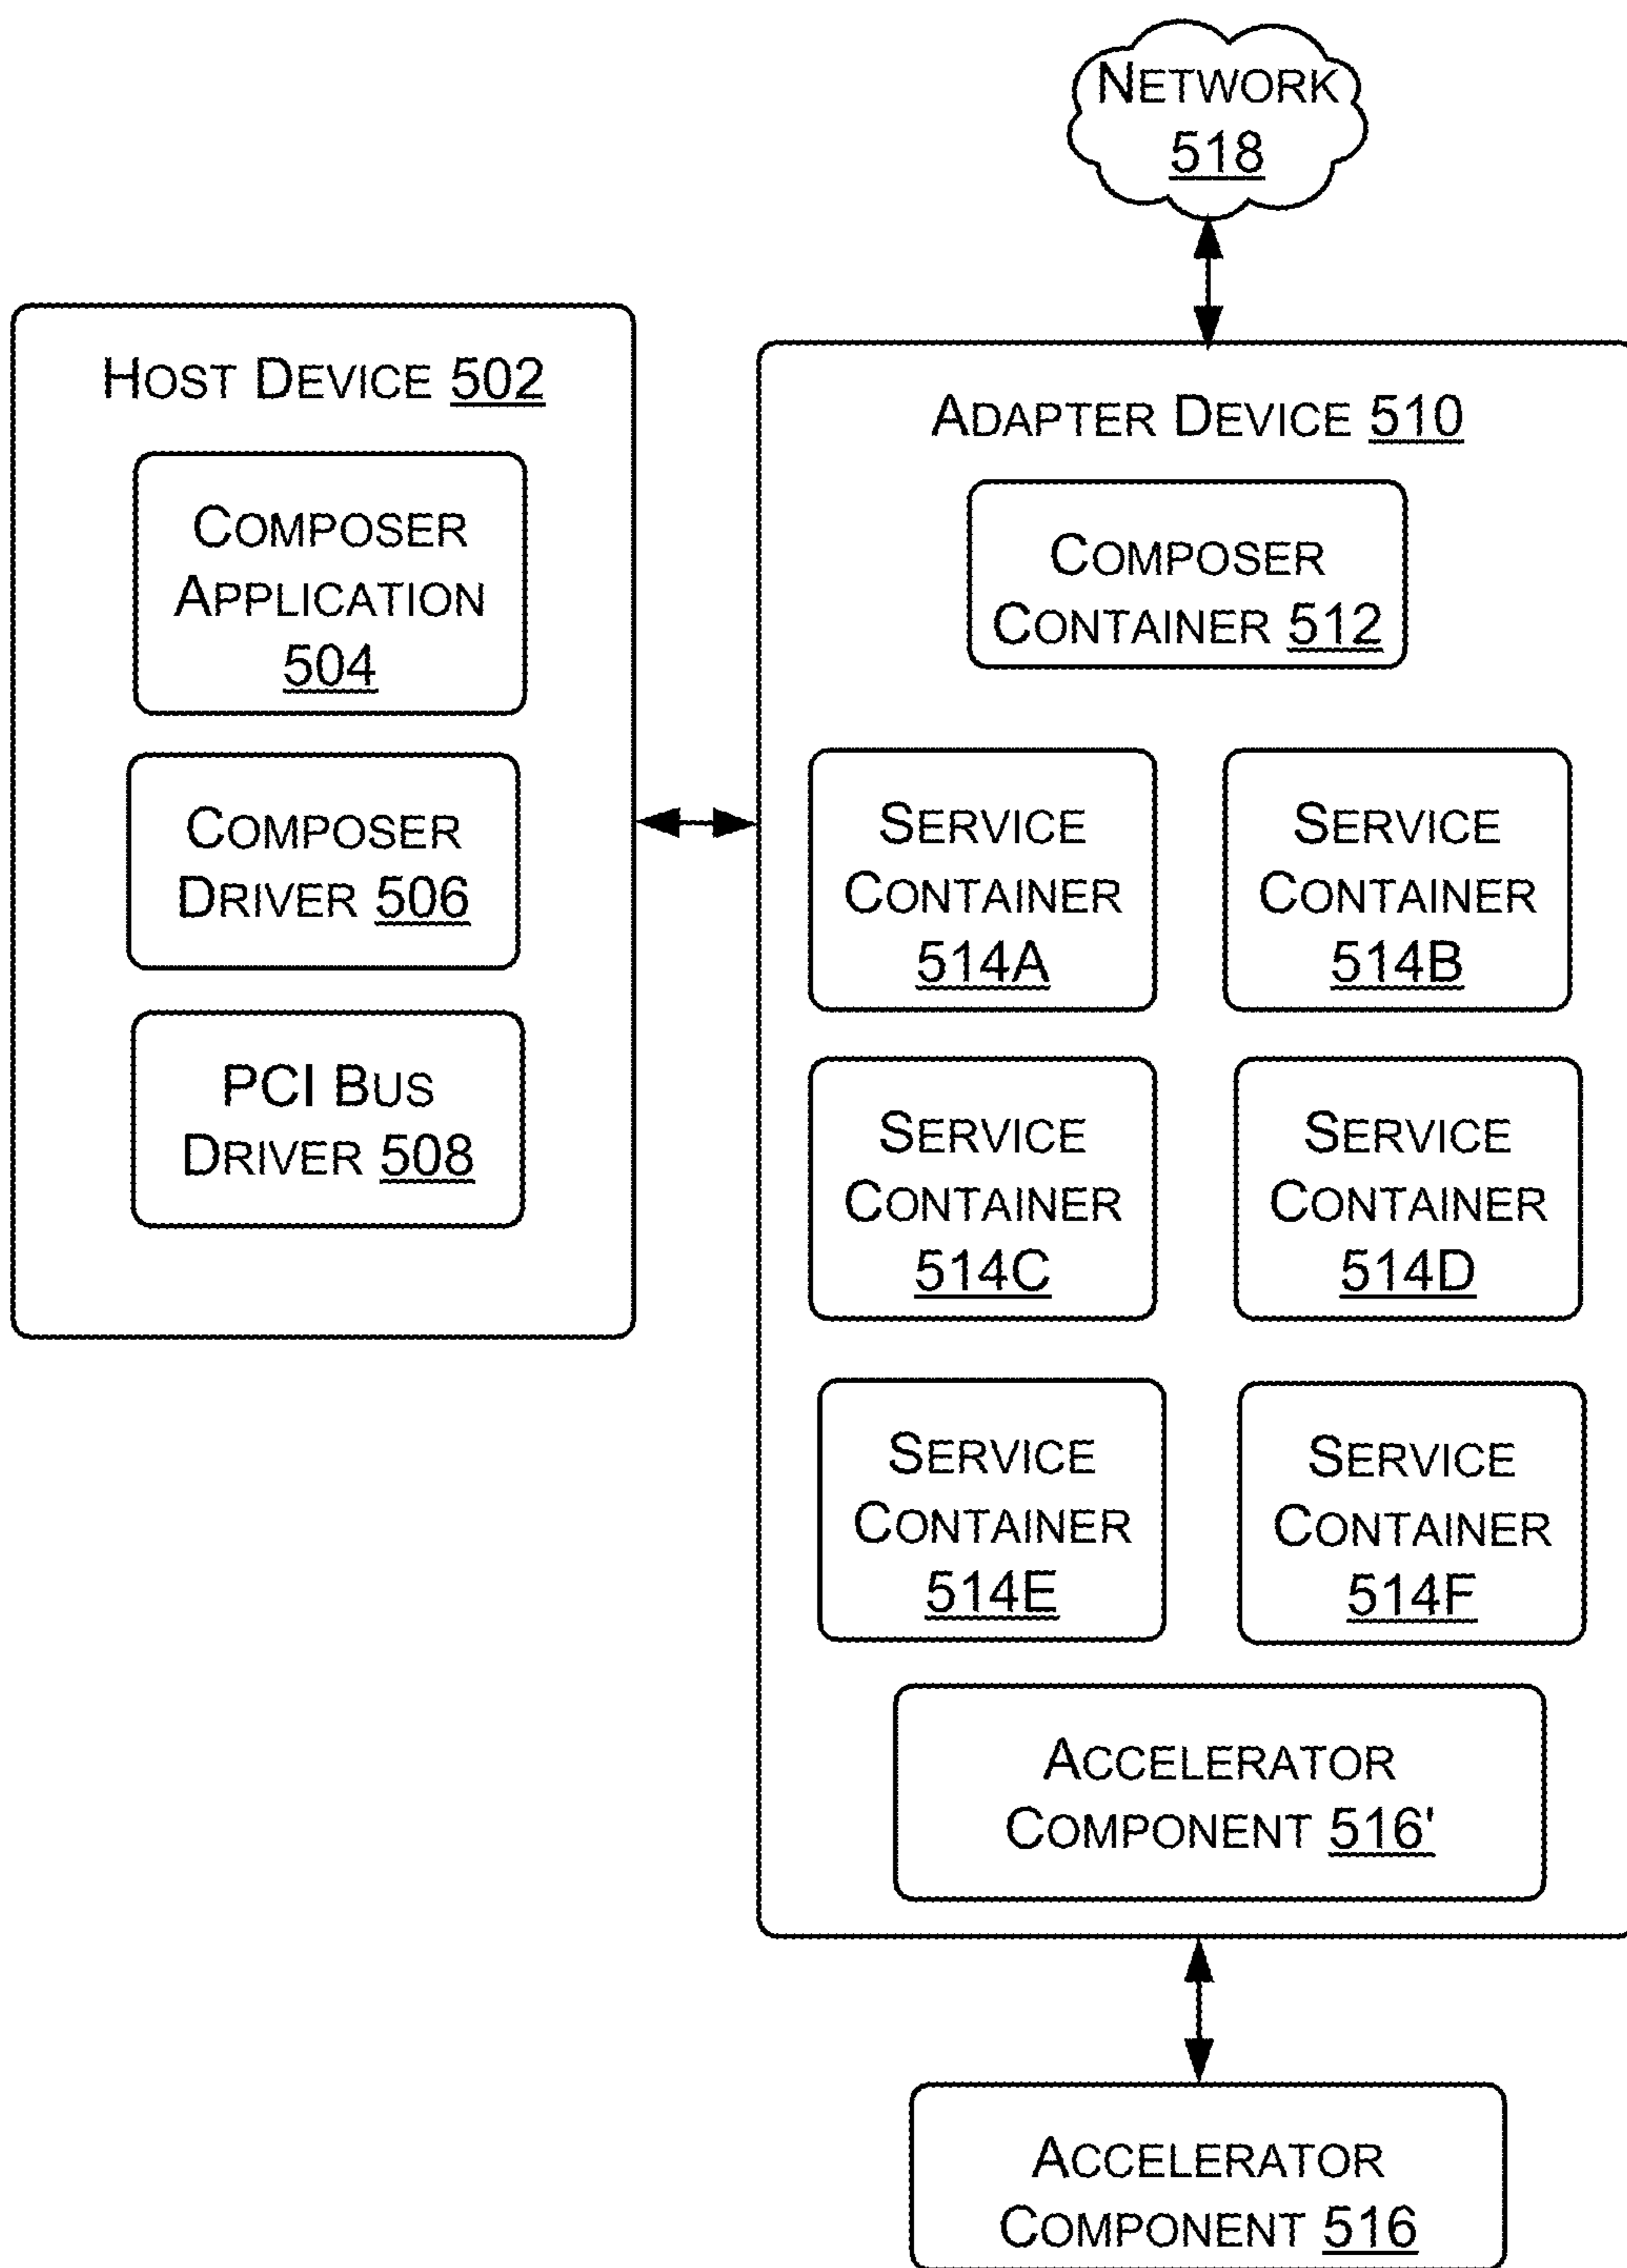 NETWORK
518
HOST DEVICE 502
COMPOSER
APPLICATION
504
COMPOSER
DRIVER 506
PCI BUS
DRIVER 508
ADAPTER DEVICE 510
COMPOSER
CONTAINER 512
SERVICE
CONTAINER
514A
SERVICE
CONTAINER
514B
SERVICE
CONTAINER
514C
SERVICE
CONTAINER
514D
SERVICE
CONTAINER
514E
SERVICE
CONTAINER
514F
ACCELERATOR
COMPONENT 516'
ACCELERATOR
COMPONENT 516